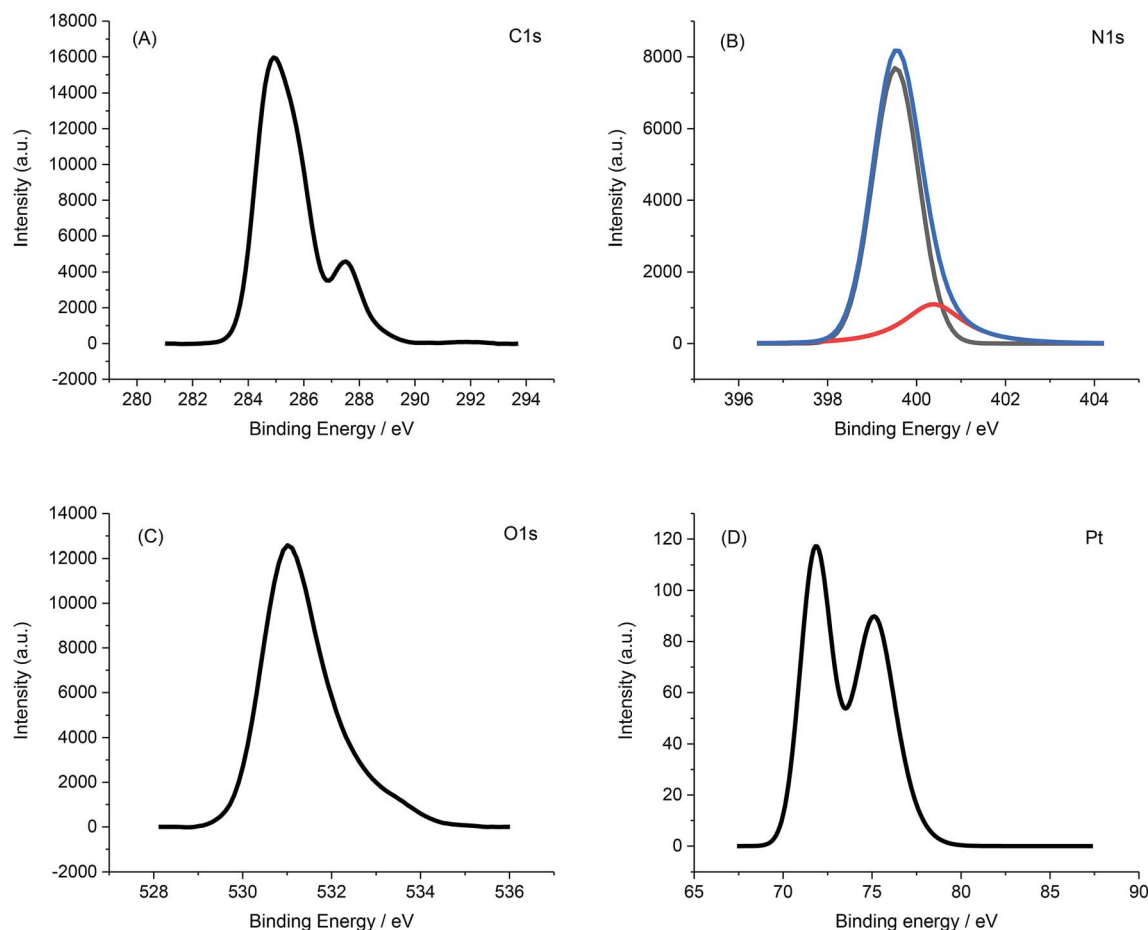 (A)
C1s
18000
16000
14000
12000
10000
8000
6000
4000
2000
0
-2000
Intensity (a.u.)
280 282 284 286 288 290 292 294
Binding Energy / eV
(B)
N1s
8000
6000
4000
2000
0
Intensity (a.u.)
396 398 400 402 404
Binding Energy / eV
(C)
O1s
14000
12000
10000
8000
6000
4000
2000
0
-2000
Intensity (a.u.)
528 530 532 534 536
Binding Energy / eV
(D)
Pt
120
100
80
60
40
20
0
Intensity (a.u.)
65 70 75 80 85 90
Binding energy / eV